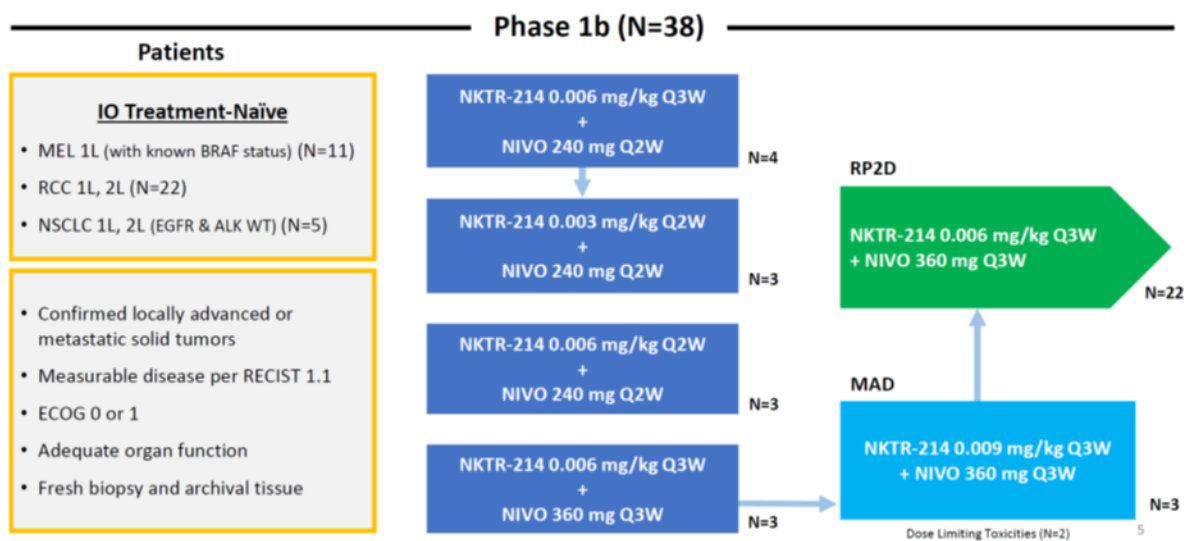 Phase 1b (N=38)
Patients
IO Treatment-Naïve
• MEL 1L (with known BRAF status) (N=11)
• RCC 1L, 2L (N=22)
• NSCLC 1L, 2L (EGFR & ALK WT) (N=5)
• Confirmed locally advanced or
metastatic solid tumors
• Measurable disease per RECIST 1.1
• ECOG 0 or 1
• Adequate organ function
• Fresh biopsy and archival tissue
NKTR-214 0.006 mg/kg Q3W
+
NIVO 240 mg Q2W
N=4
NKTR-214 0.003 mg/kg Q2W
+
NIVO 240 mg Q2W
N=3
NKTR-214 0.006 mg/kg Q2W
+
NIVO 240 mg Q2W
N=3
NKTR-214 0.006 mg/kg Q3W
+
NIVO 360 mg Q3W
N=3
RP2D
NKTR-214 0.006 mg/kg Q3W
+ NIVO 360 mg Q3W
N=22
MAD
NKTR-214 0.009 mg/kg Q3W
+ NIVO 360 mg Q3W
N=3
Dose Limiting Toxicities (N=2)
5